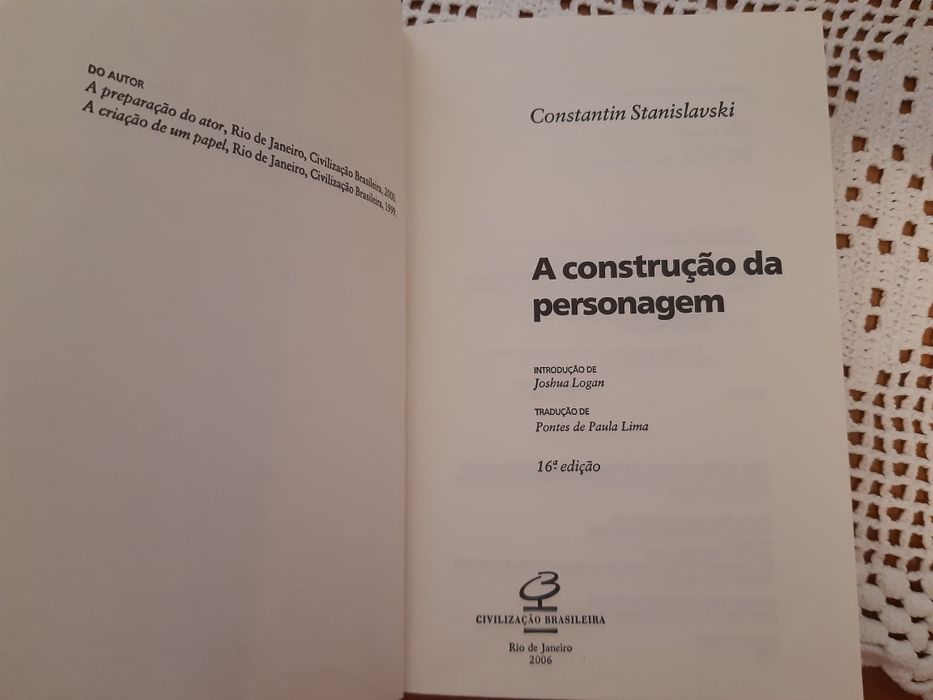 DO AUTOR
A preparação do ator, Rio de Janeiro, Civilização Brasileira, 2000.
A criação de um papel, Rio de Janeiro, Civilização Brasileira, 1999.
Constantin Stanislavski
A construção da
personagem
INTRODUÇÃO DE
Joshua Logan
TRADUÇÃO DE
Pontes de Paula Lima
16ª edição
CIVILIZAÇÃO BRASILEIRA
Rio de Janeiro
2006